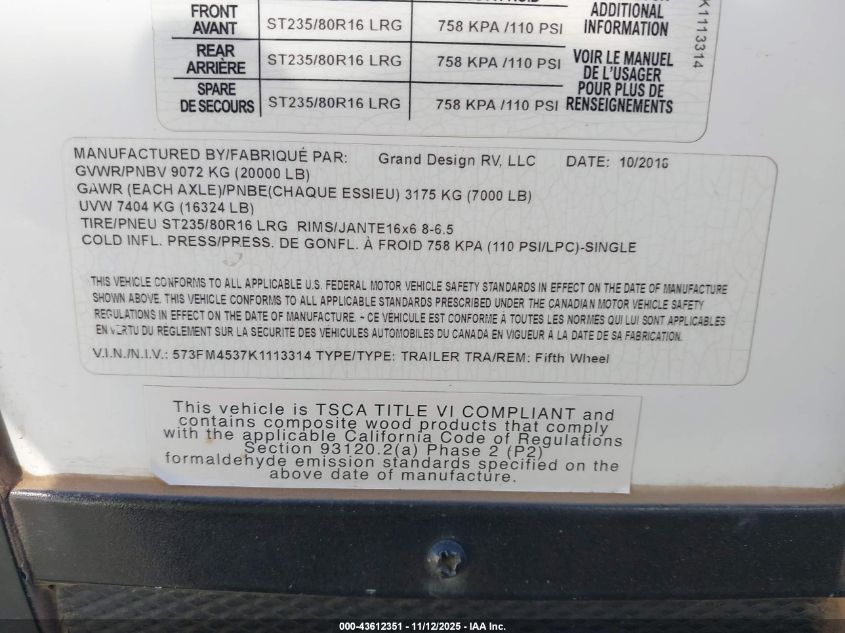 ADDITIONAL
FRONT AVANT ST235/80R16 LRG 758 KPA /110 PSI INFORMATION
REAR ARRIÈRE ST235/80R16 LRG 758 KPA /110 PSI VOIR LE MANUEL DE L'USAGER
SPARE DE SECOURS ST235/80R16 LRG 758 KPA /110 PSI POUR PLUS DE RENSEIGNEMENTS
K1113314
MANUFACTURED BY/FABRIQUÉ PAR: Grand Design RV, LLC DATE: 10/2018
GVWR/PNBV 9072 KG (20000 LB)
GAWR (EACH AXLE)/PNBE(CHAQUE ESSIEU) 3175 KG (7000 LB)
UVW 7404 KG (16324 LB)
TIRE/PNEU ST235/80R16 LRG RIMS/JANTE16x6 8-6.5
COLD INFL. PRESS/PRESS. DE GONFL. À FROID 758 KPA (110 PSI/LPC)-SINGLE
THIS VEHICLE CONFORMS TO ALL APPLICABLE U.S. FEDERAL MOTOR VEHICLE SAFETY STANDARDS IN EFFECT ON THE DATE OF MANUFACTURE
SHOWN ABOVE. THIS VEHICLE CONFORMS TO ALL APPLICABLE STANDARDS PRESCRIBED UNDER THE CANADIAN MOTOR VEHICLE SAFETY
REGULATIONS IN EFFECT ON THE DATE OF MANUFACTURE. - CE VÉHICULE EST CONFORME À TOUTES LES NORMES QUI LUI SONT APPLICABLES
EN VERTU DU RÈGLEMENT SUR LA SECURITE DES VÉHICULES AUTOMOBILES DU CANADA EN VIGUEUR À LA DATE DE SA FABRICATION.
V.I.N./N.I.V.: 573FM4537K1113314 TYPE/TYPE: TRAILER TRA/REM: Fifth Wheel
This vehicle is TSCA TITLE VI COMPLIANT and
contains composite wood products that comply
with the applicable California Code of Regulations
Section 93120.2(a) Phase 2 (P2)
formaldehyde emission standards specified on the
above date of manufacture.
000-43612351 - 11/12/2025 - IAA Inc.